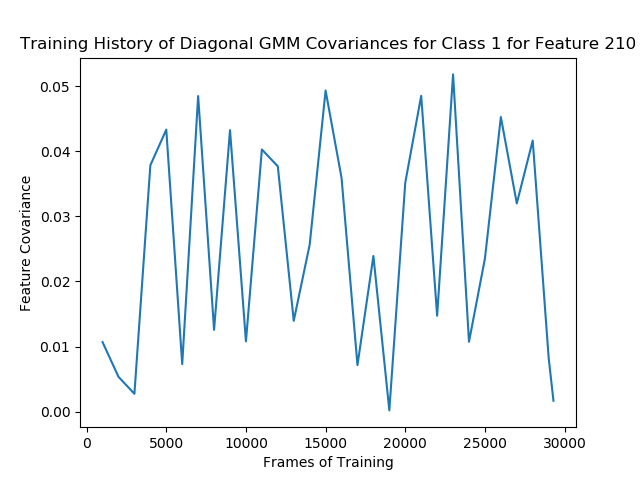 Training History of Diagonal GMM Covariances for Class 1 for Feature 210
0.05
0.04
0.03
0.02
0.01
0.00
Feature Covariance
0 5000 10000 15000 20000 25000 30000
Frames of Training